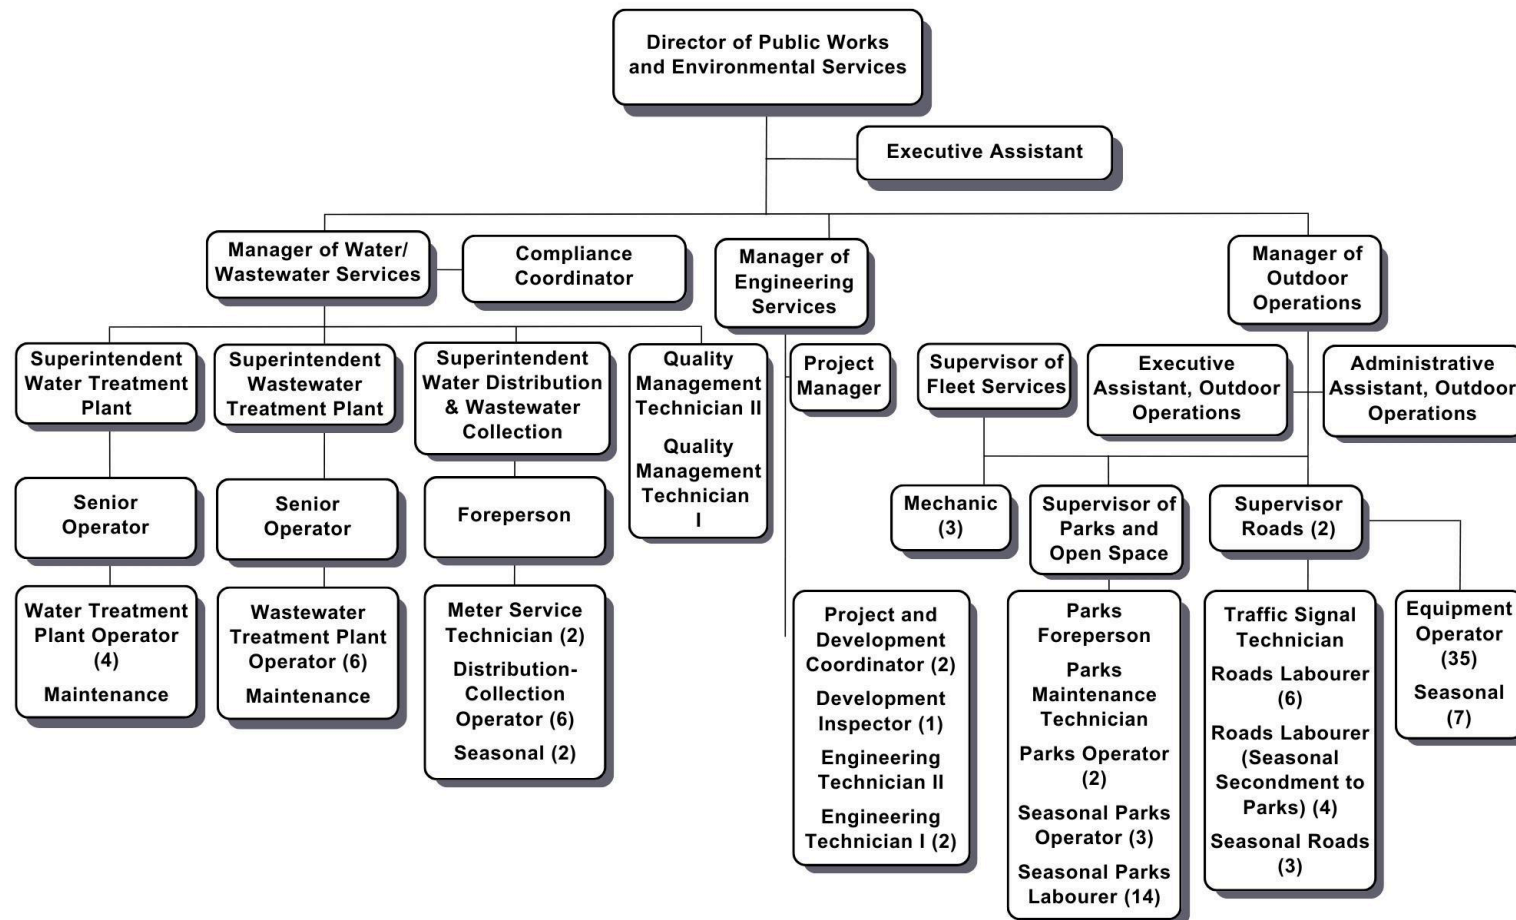 Director of Public Works
and Environmental Services
Executive Assistant
Manager of Water/
Wastewater Services
Compliance
Coordinator
Manager of
Engineering
Services
Manager of
Outdoor
Operations
Superintendent
Water Treatment
Plant
Superintendent
Wastewater
Treatment Plant
Superintendent
Water Distribution
& Wastewater
Collection
Quality
Management
Technician II
Quality
Management
Technician
I
Project
Manager
Supervisor of
Fleet Services
Executive
Assistant, Outdoor
Operations
Administrative
Assistant, Outdoor
Operations
Senior
Operator
Senior
Operator
Foreperson
Mechanic
(3)
Supervisor of
Parks and
Open Space
Supervisor
Roads (2)
Water Treatment
Plant Operator
(4)
Maintenance
Wastewater
Treatment Plant
Operator (6)
Maintenance
Meter Service
Technician (2)
Distribution-
Collection
Operator (6)
Seasonal (2)
Project and
Development
Coordinator (2)
Development
Inspector (1)
Engineering
Technician II
Engineering
Technician I (2)
Parks
Foreperson
Parks
Maintenance
Technician
Parks Operator
(2)
Seasonal Parks
Operator (3)
Seasonal Parks
Labourer (14)
Traffic Signal
Technician
Roads Labourer
(6)
Roads Labourer
(Seasonal
Secondment to
Parks) (4)
Seasonal Roads
(3)
Equipment
Operator
(35)
Seasonal
(7)